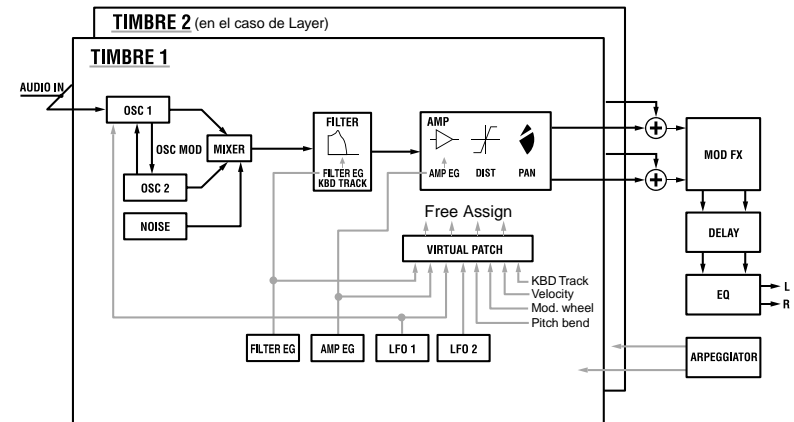 TIMBRE 2 (en el caso de Layer)
TIMBRE 1
AUDIO IN
OSC 1
OSC MOD
MIXER
OSC 2
NOISE
FILTER
FILTER EG
KBD TRACK
AMP
AMP EG
DIST
PAN
MOD FX
DELAY
EQ
L
R
Free Assign
VIRTUAL PATCH
KBD Track
Velocity
Mod. wheel
Pitch bend
FILTER EG
AMP EG
LFO 1
LFO 2
ARPEGGIATOR